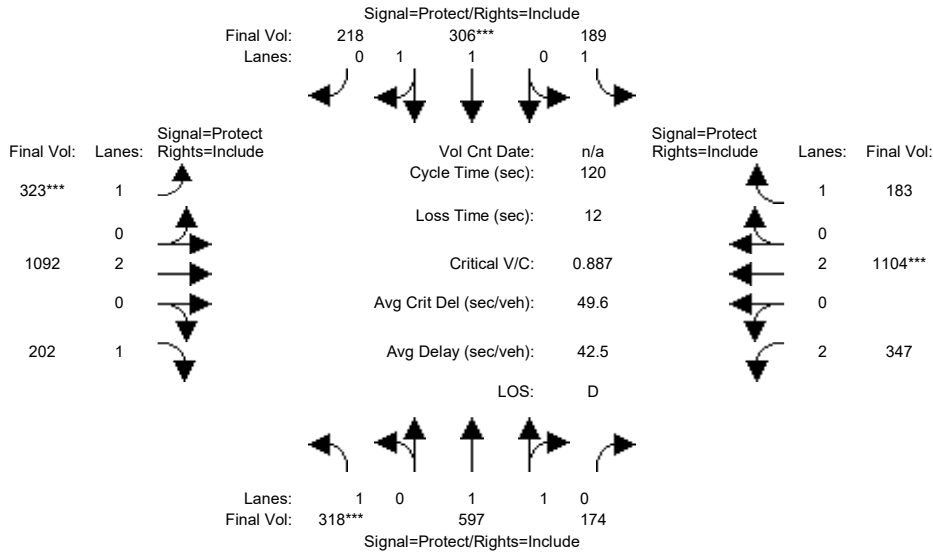 Signal=Protect/Rights=Include
Final Vol: 218 306*** 189
Lanes: 0 1 1 0 1
Signal=Protect Signal=Protect
Final Vol: Lanes: Rights=Include Vol Cnt Date: n/a Rights=Include Lanes: Final Vol:
Cycle Time (sec): 120
323*** 1 1 183
Loss Time (sec): 12
0 0
1092 2 Critical V/C: 0.887 2 1104***
0 Avg Crit Del (sec/veh): 49.6 0
202 1 Avg Delay (sec/veh): 42.5 2 347
LOS: D
Lanes: 1 0 1 1 0
Final Vol: 318*** 597 174
Signal=Protect/Rights=Include